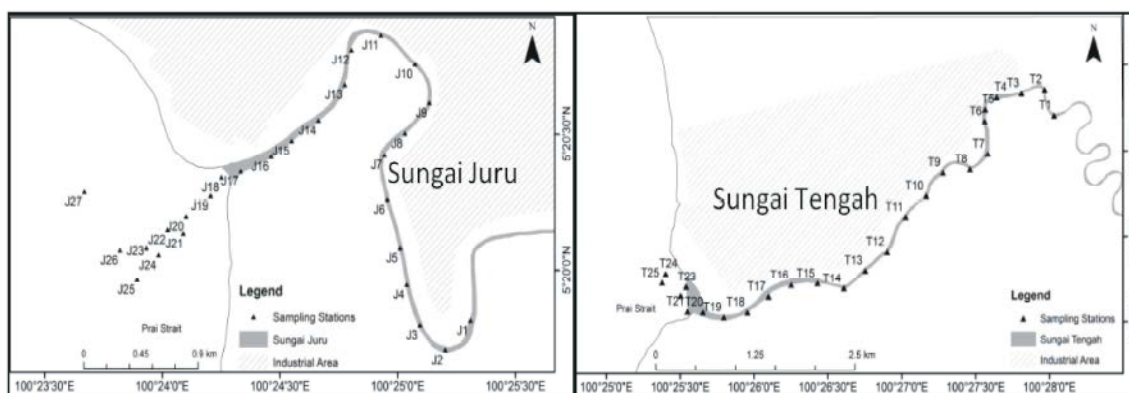 N
J11
J12
J10
J13
J9
J14
J8
J15
J7
J16
J17
J18
J27
J19
J6
J20
J22
J21
J23
J26
J24
J5
J25
J4
J3
J1
J2
Sungai Juru
Prai Strait
Legend
Sampling Stations
Sungai Juru
Industrial Area
0 0.45 0.9 km
5°20'30"N
5°20'0"N
100°23'30"E 100°24'0"E 100°24'30"E 100°25'0"E 100°25'30"E
N
T2
T4 T3
T5
T1
T6
T7
T9 T8
T10
T11
T12
T13
T14
T15
T16
T17
T18
T19
T20
T21
T23
T24
T25
Sungai Tengah
Prai Strait
Legend
Sampling Stations
Sungai Tengah
Industrial Area
0 1.25 2.5 km
100°25'0"E 100°25'30"E 100°26'0"E 100°26'30"E 100°27'0"E 100°27'30"E 100°28'0"E